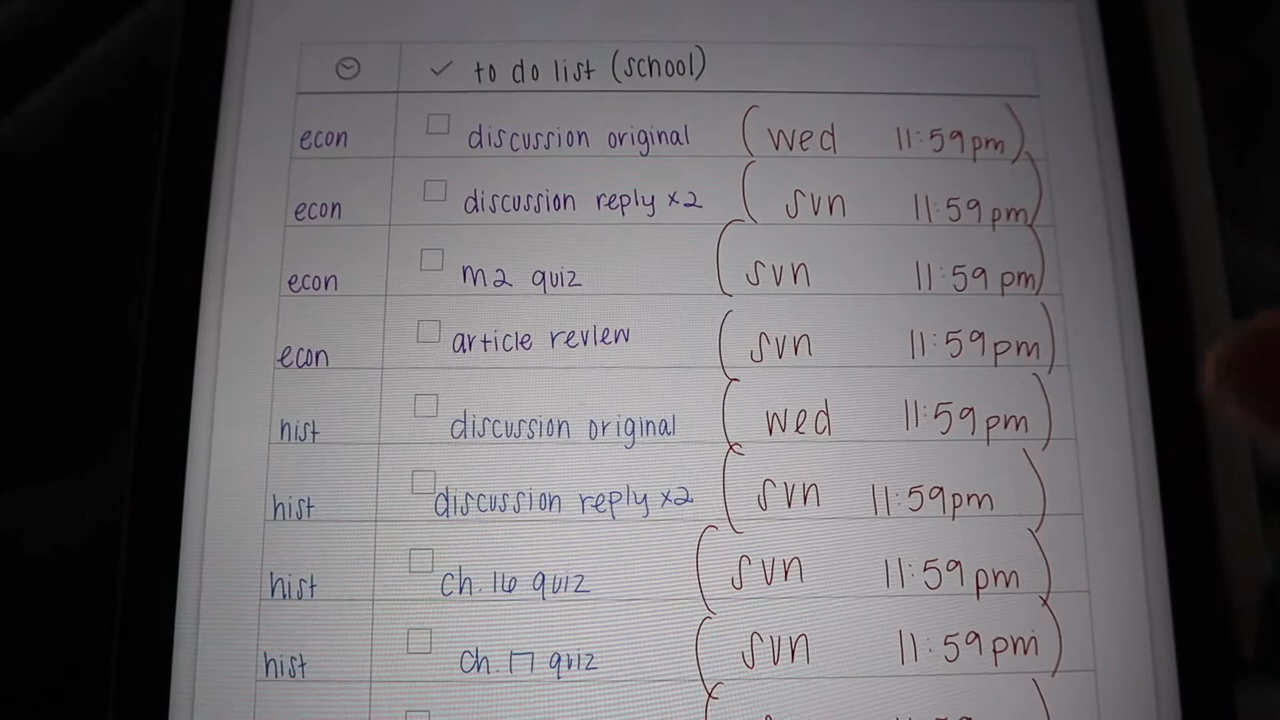 to do list (school)
econ discussion original (wed 11:59pm)
econ discussion reply x2 (sun 11:59pm)
econ m2 quiz (sun 11:59pm)
econ article review (sun 11:59pm)
hist discussion original (wed 11:59pm)
hist discussion reply x2 (sun 11:59pm)
hist ch. 16 quiz (sun 11:59pm)
hist ch. 17 quiz (sun 11:59pm)